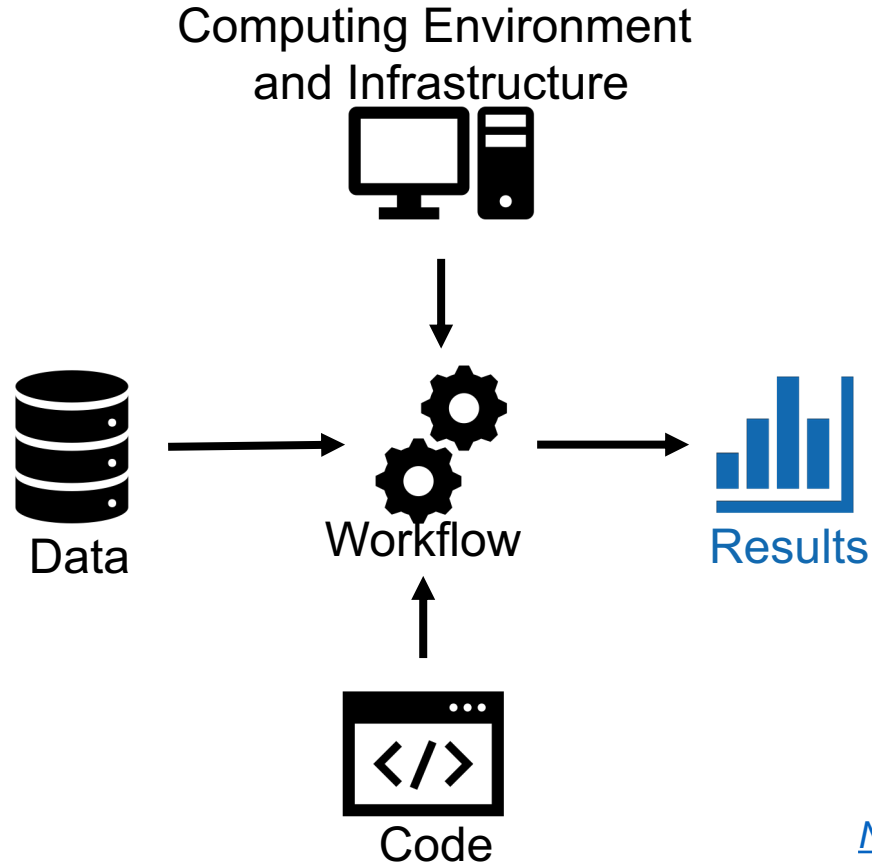 Computing Environment
and Infrastructure
Data
Workflow
Results
</>
Code
N